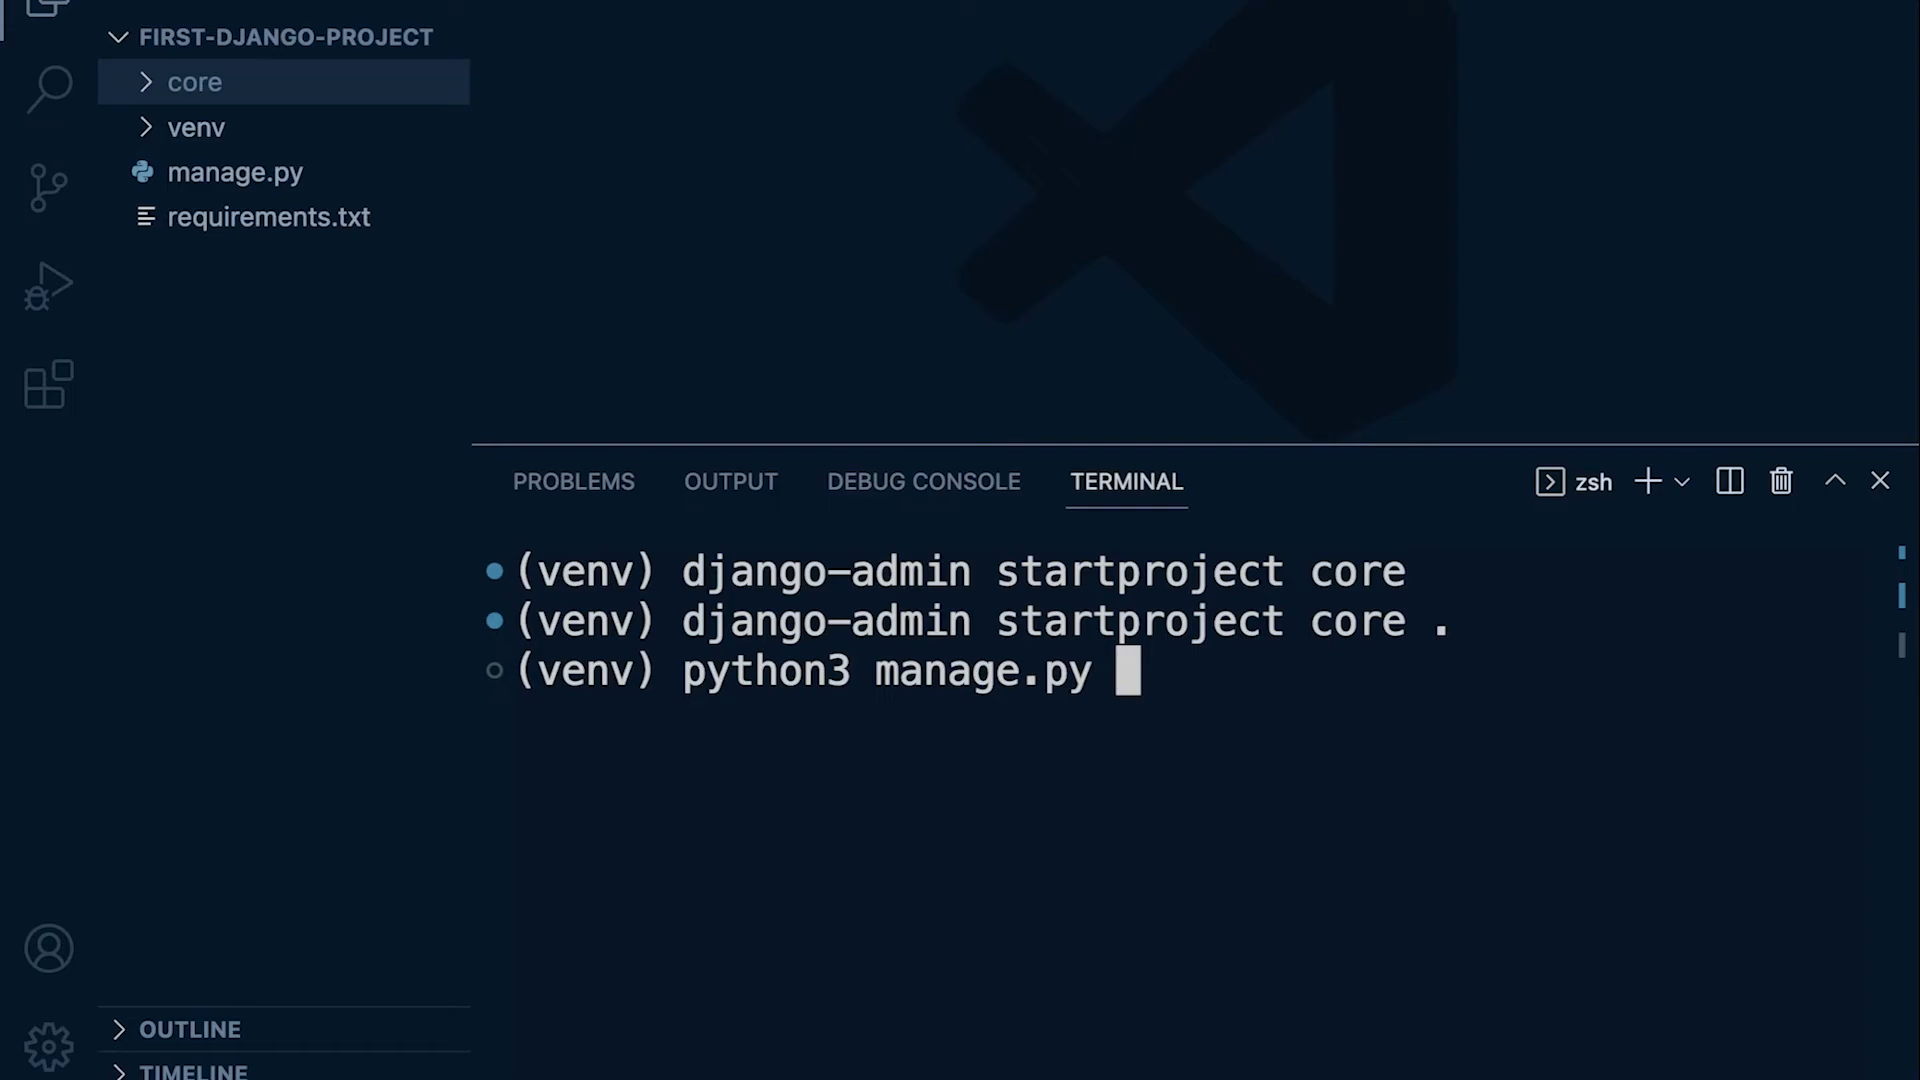 FIRST-DJANGO-PROJECT
core
venv
manage.py
requirements.txt
PROBLEMS OUTPUT DEBUG CONSOLE TERMINAL zsh
(venv) django-admin startproject core
(venv) django-admin startproject core .
(venv) python3 manage.py
OUTLINE
TIMELINE